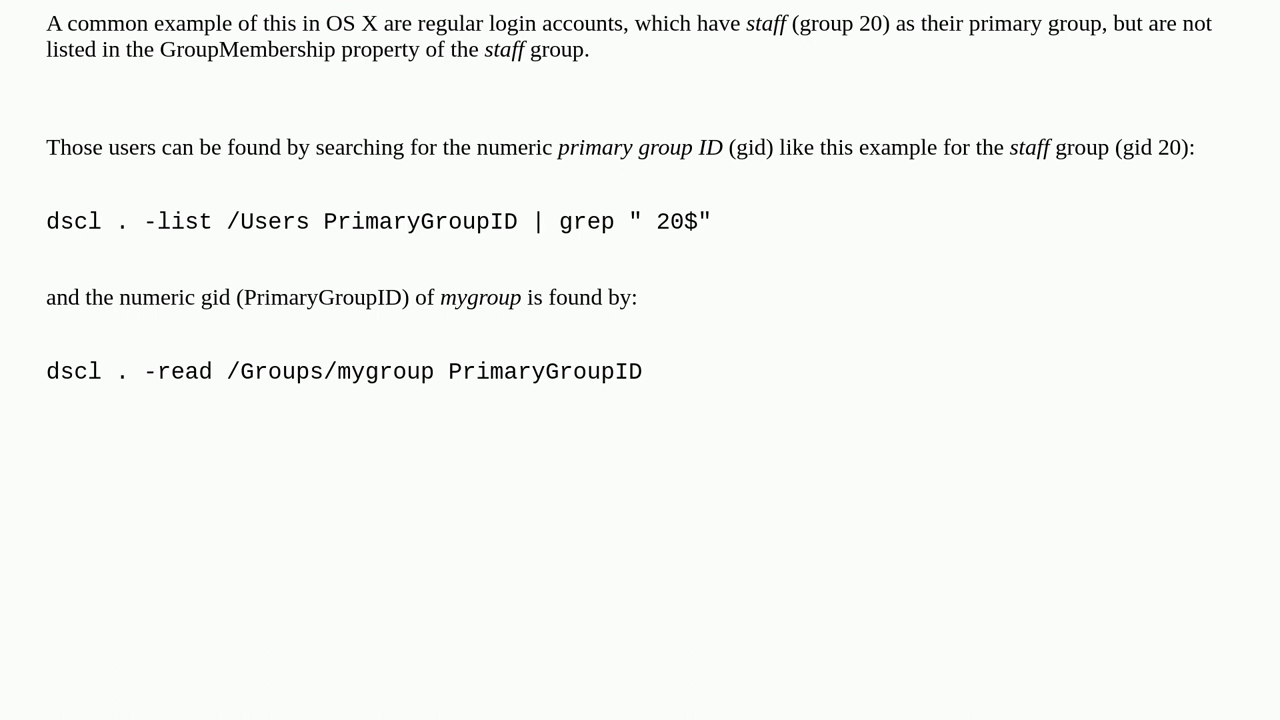 A common example of this in OS X are regular login accounts, which have staff (group 20) as their primary group, but are not
listed in the GroupMembership property of the staff group.
Those users can be found by searching for the numeric primary group ID (gid) like this example for the staff group (gid 20):
dscl . -list /Users PrimaryGroupID | grep " 20$"
and the numeric gid (PrimaryGroupID) of mygroup is found by:
dscl . -read /Groups/mygroup PrimaryGroupID